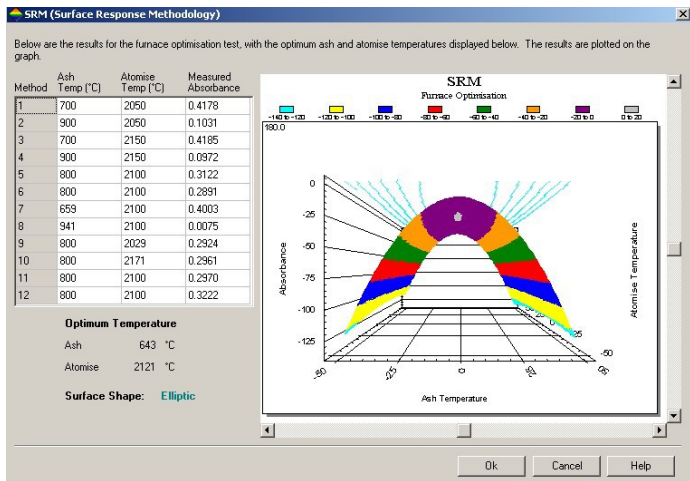 SRM (Surface Response Methodology)
Below are the results for the furnace optimisation test, with the optimum ash and atomise temperatures displayed below. The results are plotted on the
graph.
Method Ash Temp (°C) Atomise Temp (°C) Measured Absorbance
1 700 2050 0.4178
2 900 2050 0.1031
3 700 2150 0.4185
4 900 2150 0.0972
5 800 2100 0.3122
6 800 2100 0.2891
7 659 2100 0.4003
8 941 2100 0.0075
9 800 2029 0.2924
10 800 2171 0.2961
11 800 2100 0.2970
12 800 2100 0.3222
Optimum Temperature
Ash 643 °C
Atomise 2121 °C
Surface Shape: Elliptic
SRM
Furnace Optimisation
-140 to -120 -120 to -100 -100 to -80 -80 to -60 -60 to -40 -40 to -20 -20 to 0 0 to 20
180.0
0
-25
-50
-75
-100
-125
Absorbance
Atomise Temperature
-50 -25 0 25 50
25
-50
Ash Temperature
Ok Cancel Help